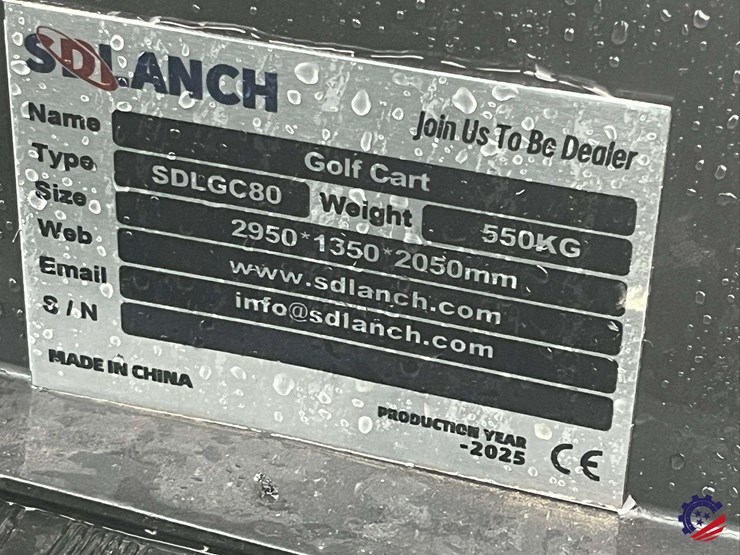 SDLANCH
Join Us To Be Dealer
Name Golf Cart
Type SDLGC80 Weight 550KG
Size 2950*1350*2050mm
Web www.sdlanch.com
Email info@sdlanch.com
S/N
MADE IN CHINA
PRODUCTION YEAR
-2025
CE